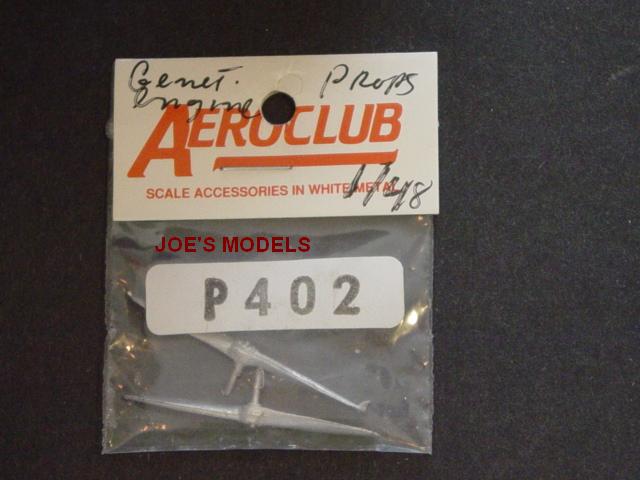 Genet. Props
engine
AEROCLUB
SCALE ACCESSORIES IN WHITE METAL
1/48
JOE'S MODELS
P402